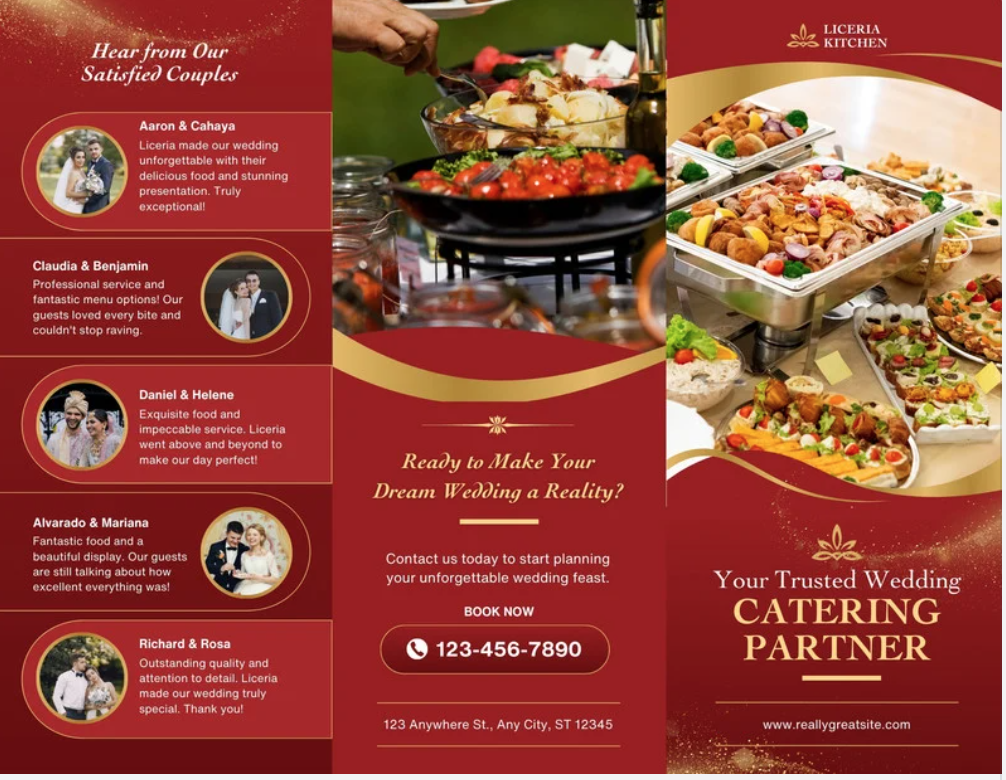 Hear from Our
Satisfied Couples
Aaron & Cahaya
Liceria made our wedding
unforgettable with their
delicious food and stunning
presentation. Truly
exceptional!
Claudia & Benjamin
Professional service and
fantastic menu options! Our
guests loved every bite and
couldn't stop raving.
Daniel & Helene
Exquisite food and
impeccable service. Liceria
went above and beyond to
make our day perfect!
Alvarado & Mariana
Fantastic food and a
beautiful display. Our guests
are still talking about how
excellent everything was!
Richard & Rosa
Outstanding quality and
attention to detail. Liceria
made our wedding truly
special. Thank you!
Ready to Make Your
Dream Wedding a Reality?
Contact us today to start planning
your unforgettable wedding feast.
BOOK NOW
123-456-7890
123 Anywhere St., Any City, ST 12345
LICERIA
KITCHEN
Your Trusted Wedding
CATERING
PARTNER
www.reallygreatsite.com